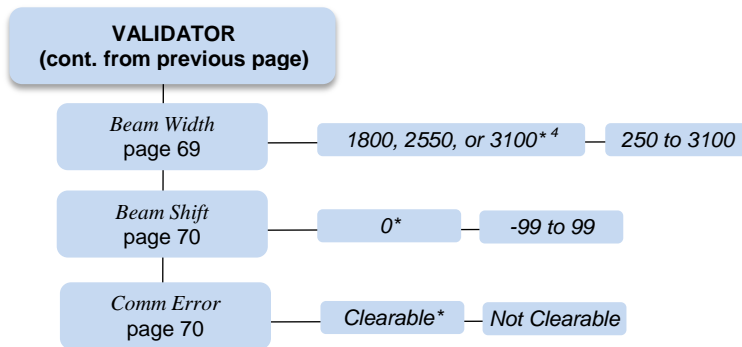 VALIDATOR
(cont. from previous page)
Beam Width
page 69
1800, 2550, or 3100* 4
250 to 3100
Beam Shift
page 70
0*
-99 to 99
Comm Error
page 70
Clearable*
Not Clearable